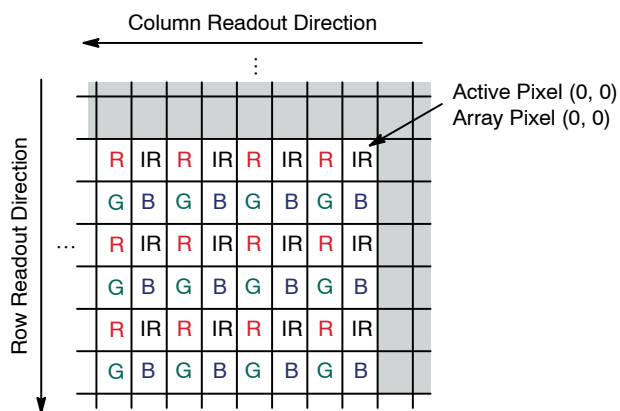 Column Readout Direction
...
Active Pixel (0, 0)
Array Pixel (0, 0)
Row Readout Direction
R IR R IR R IR R IR
G B G B G B G B
...
R IR R IR R IR R IR
G B G B G B G B
R IR R IR R IR R IR
G B G B G B G B